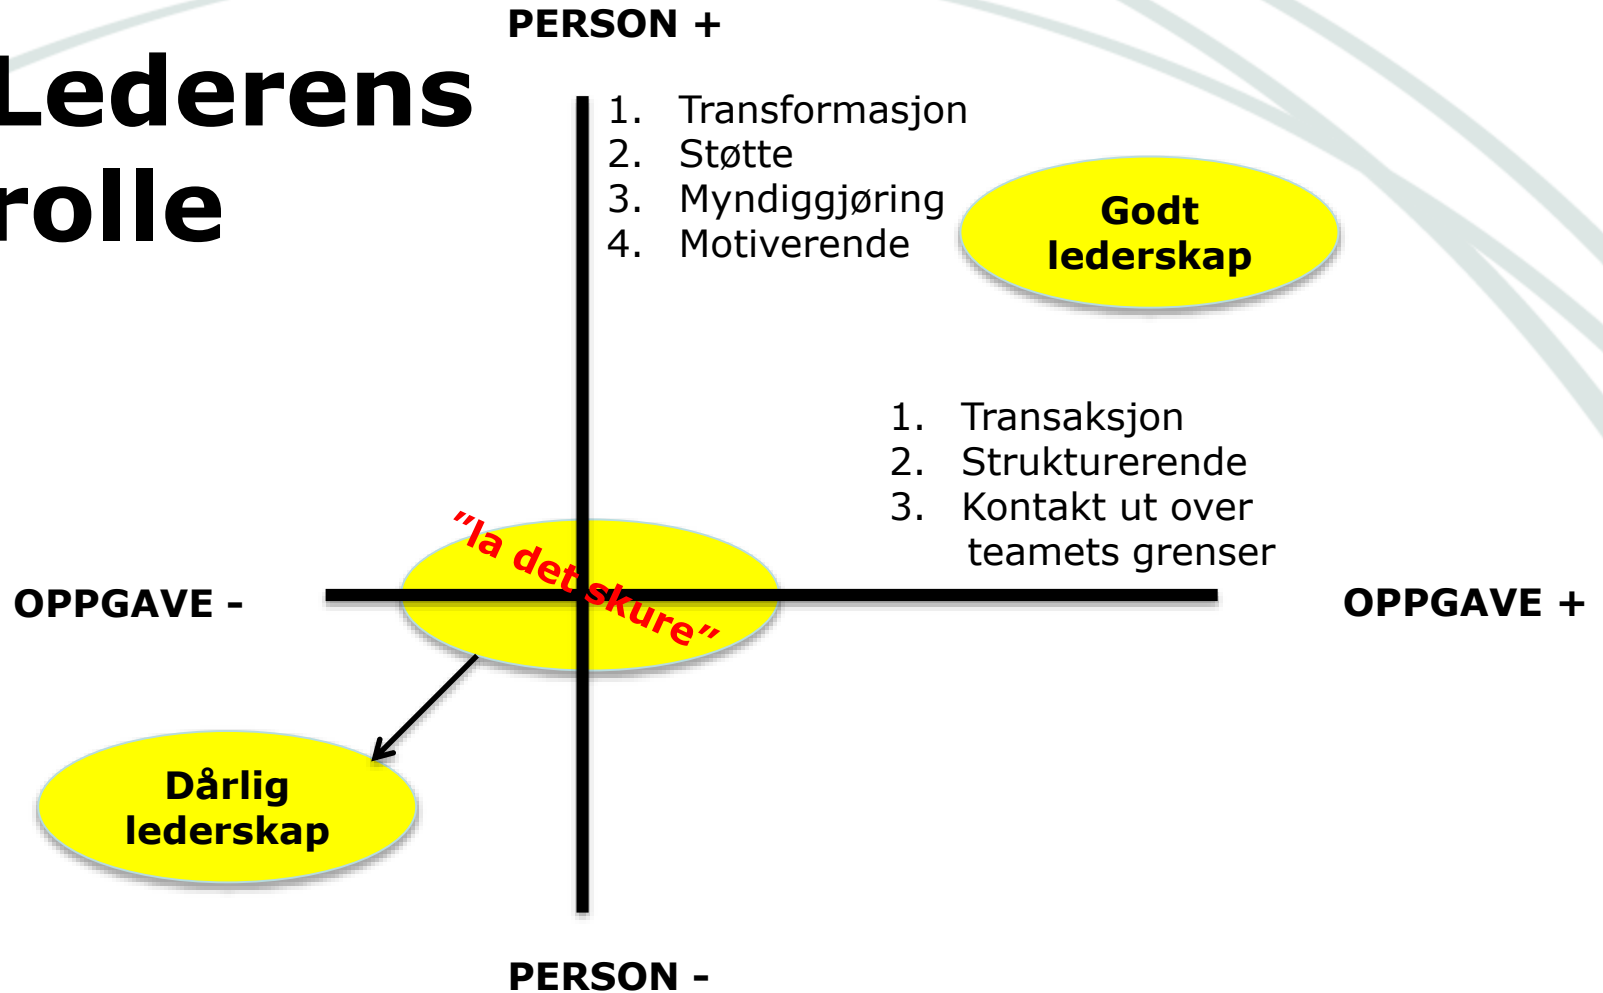 PERSON +
Lederens
rolle
1. Transformasjon
2. Støtte
3. Myndiggjøring
4. Motiverende
Godt
lederskap
1. Transaksjon
2. Strukturerende
3. Kontakt ut over
teamets grenser
”la det skure”
OPPGAVE -
OPPGAVE +
Dårlig
lederskap
PERSON -